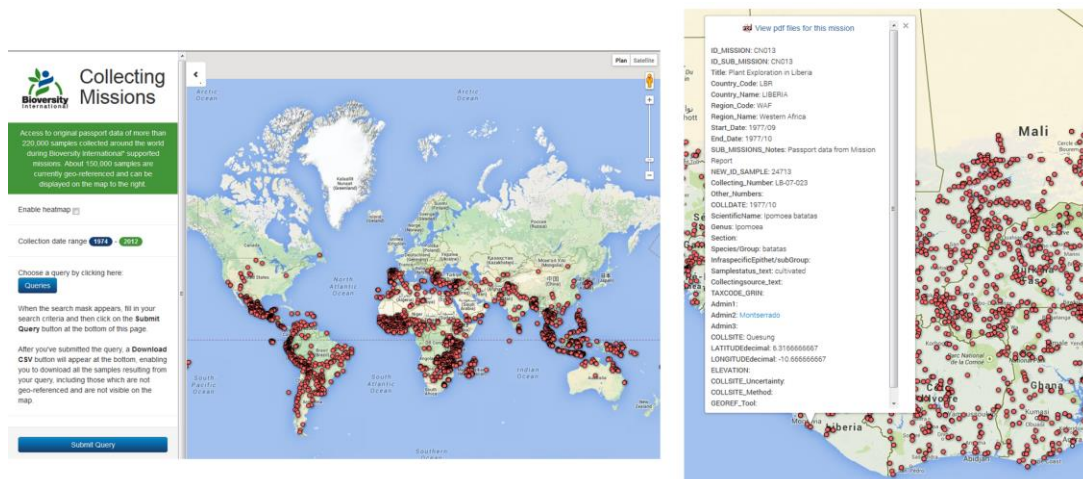 Bioversity
International
Collecting
Missions
Access to original passport data of more than
220,000 samples collected around the world
during Bioversity International* supported
missions. About 150,000 samples are
currently geo-referenced and can be
displayed on the map to the right.
Enable heatmap
Collection date range 1974 - 2012
Choose a query by clicking here:
Queries
When the search mask appears, fill in your
search criteria and then click on the Submit
Query button at the bottom of this page.
After you've submitted the query, a Download
CSV button will appear at the bottom, enabling
you to download all the samples resulting from
your query, including those which are not
geo-referenced and are not visible on the
map.
Submit Query
Plan Satellite
Arctic
Ocean
Arctic
Ocean
Kalaallit
Nunaat
(Greenland)
Canada
North
Atlantic
Ocean
South
Pacific
Ocean
South
Atlantic
Ocean
Indian
Ocean
Southern
Ocean
View pdf files for this mission
ID_MISSION: CN013
ID_SUB_MISSION: CN013
Title: Plant Exploration in Liberia
Country_Code: LBR
Country_Name: LIBERIA
Region_Code: WAF
Region_Name: Western Africa
Start_Date: 1977/09
End_Date: 1977/10
SUB_MISSIONS_Notes: Passport data from Mission
Report
NEW_ID_SAMPLE: 24713
Collecting_Number: LB-07-023
Other_Numbers:
COLLDATE: 1977/10
ScientificName: Ipomoea batatas
Genus: Ipomoea
Section:
Species/Group: batatas
InfraspecificEpithet/subGroup:
Samplestatus_text: cultivated
Collectingsource_text:
TAXCODE_GRIN:
Admin1:
Admin2: Montserrado
Admin3:
COLLSITE: Quesung
LATITUDEdecimal: 6.3166666667
LONGITUDEdecimal: -10.666666667
ELEVATION:
COLLSITE_Uncertainty:
COLLSITE_Method:
GEOREF_Tool:
Mali
Ghana
Kumasi
Liberia
Abidjan